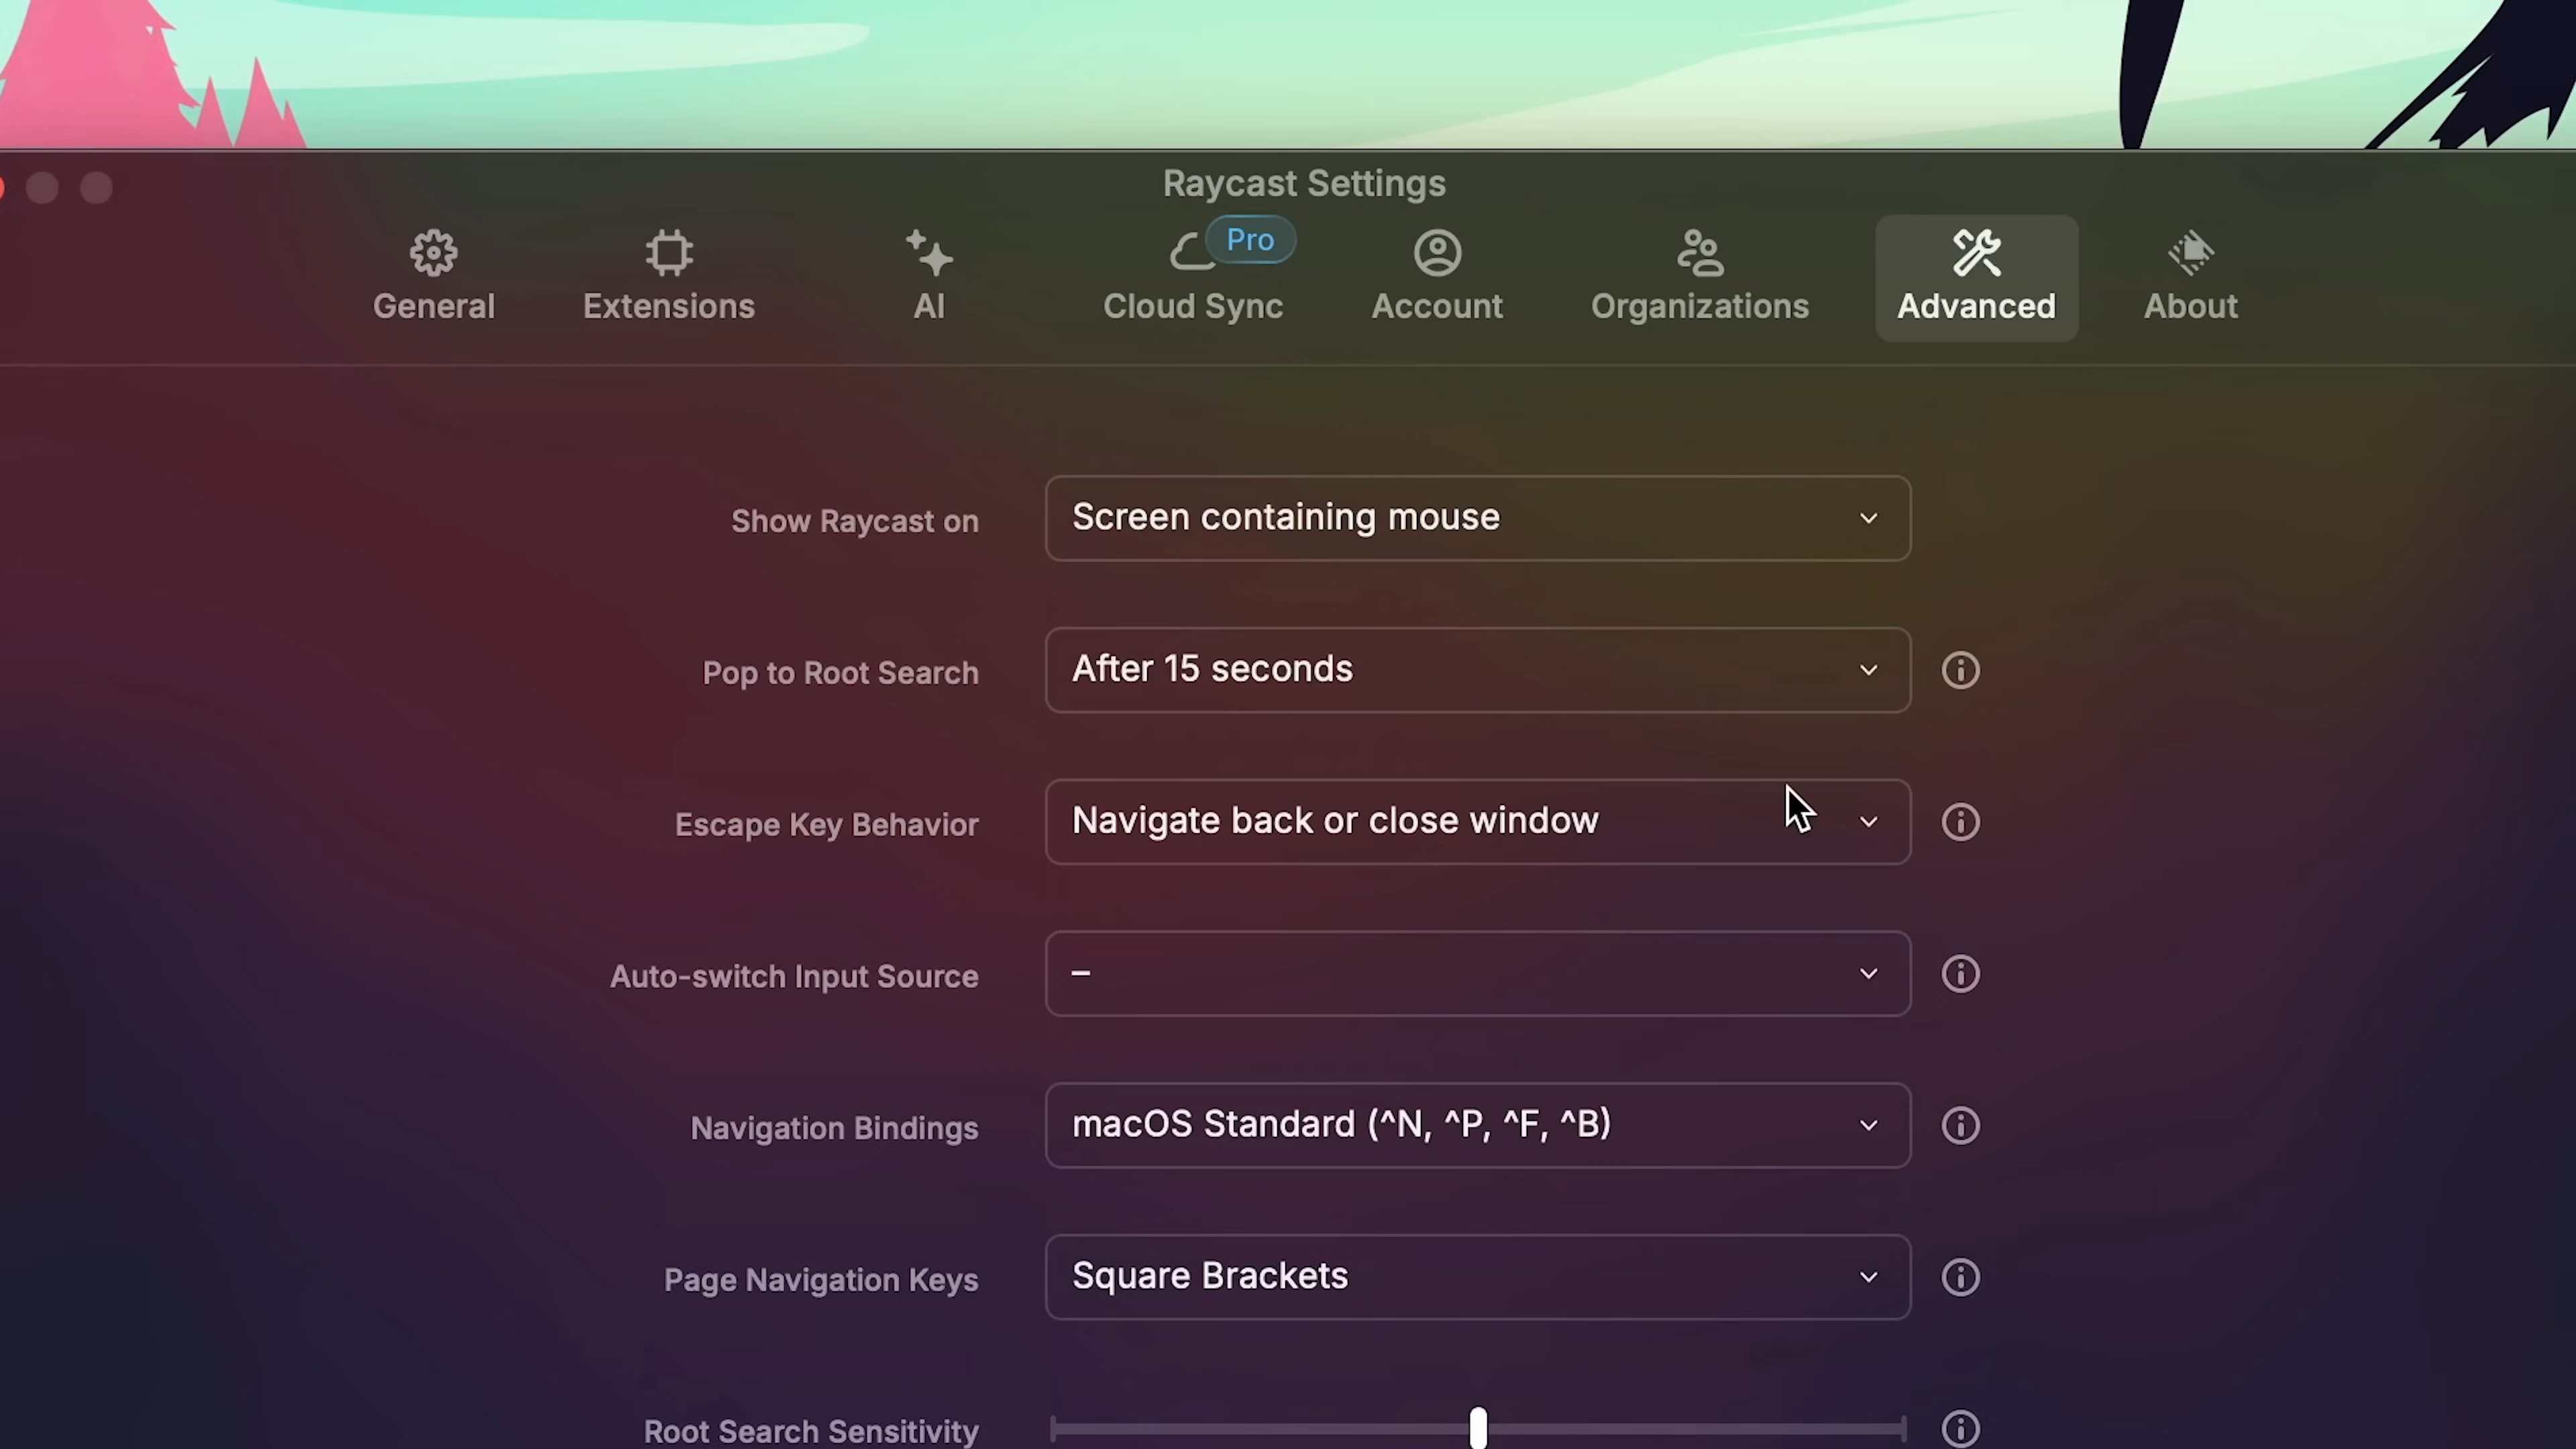 Raycast Settings
General
Extensions
AI
Pro
Cloud Sync
Account
Organizations
Advanced
About
Show Raycast on
Screen containing mouse
Pop to Root Search
After 15 seconds
Escape Key Behavior
Navigate back or close window
Auto-switch Input Source
–
Navigation Bindings
macOS Standard (^N, ^P, ^F, ^B)
Page Navigation Keys
Square Brackets
Root Search Sensitivity